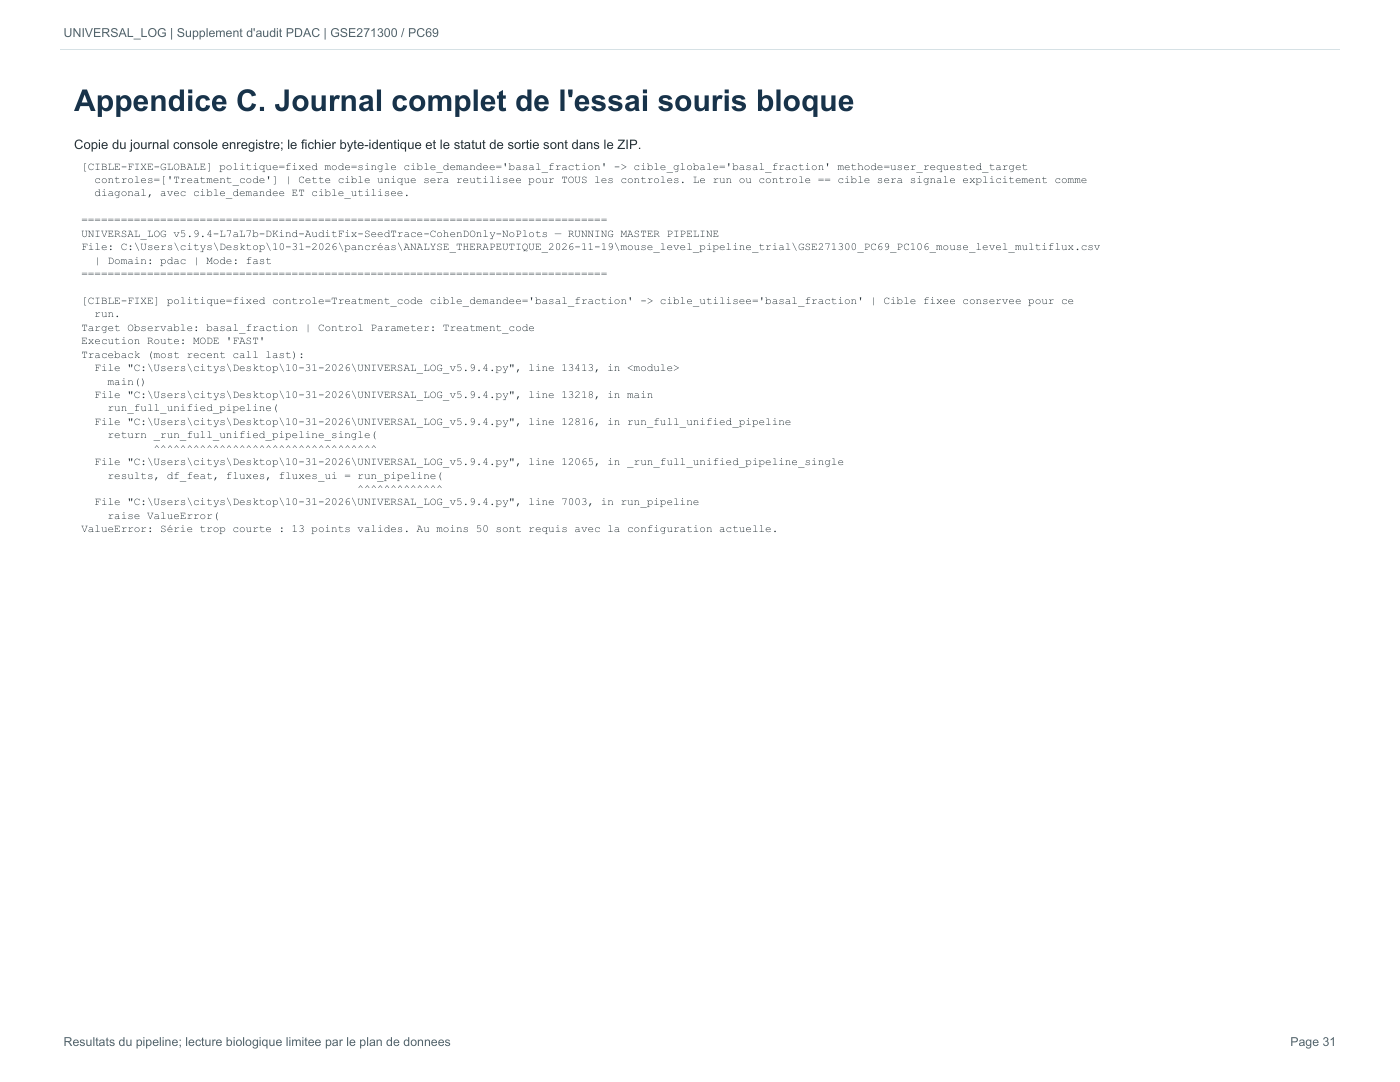 UNIVERSAL_LOG | Supplement d'audit PDAC | GSE271300 / PC69
Appendice C. Journal complet de l'essai souris bloque
Copie du journal console enregistre; le fichier byte-identique et le statut de sortie sont dans le ZIP.
[CIBLE-FIXE-GLOBALE] politique=fixed mode=single cible_demandee='basal_fraction' -> cible_globale='basal_fraction' methode=user_requested_target
controles=['Treatment_code'] | Cette cible unique sera reutilisee pour TOUS les controles. Le run ou controle == cible sera signale explicitement comme
diagonal, avec cible_demandee ET cible_utilisee.
================================================================================
UNIVERSAL_LOG v5.9.4-L7aL7b-DKind-AuditFix-SeedTrace-CohenDOnly-NoPlots — RUNNING MASTER PIPELINE
File: C:\Users\citys\Desktop\10-31-2026\pancréas\ANALYSE_THERAPEUTIQUE_2026-11-19\mouse_level_pipeline_trial\GSE271300_PC69_PC106_mouse_level_multiflux.csv
| Domain: pdac | Mode: fast
================================================================================
[CIBLE-FIXE] politique=fixed controle=Treatment_code cible_demandee='basal_fraction' -> cible_utilisee='basal_fraction' | Cible fixee conservee pour ce
run.
Target Observable: basal_fraction | Control Parameter: Treatment_code
Execution Route: MODE 'FAST'
Traceback (most recent call last):
File "C:\Users\citys\Desktop\10-31-2026\UNIVERSAL_LOG_v5.9.4.py", line 13413, in <module>
main()
File "C:\Users\citys\Desktop\10-31-2026\UNIVERSAL_LOG_v5.9.4.py", line 13218, in main
run_full_unified_pipeline(
File "C:\Users\citys\Desktop\10-31-2026\UNIVERSAL_LOG_v5.9.4.py", line 12816, in run_full_unified_pipeline
return _run_full_unified_pipeline_single(
^^^^^^^^^^^^^^^^^^^^^^^^^^^^^^^^^^
File "C:\Users\citys\Desktop\10-31-2026\UNIVERSAL_LOG_v5.9.4.py", line 12065, in _run_full_unified_pipeline_single
results, df_feat, fluxes, fluxes_ui = run_pipeline(
^^^^^^^^^^^^^
File "C:\Users\citys\Desktop\10-31-2026\UNIVERSAL_LOG_v5.9.4.py", line 7003, in run_pipeline
raise ValueError(
ValueError: Série trop courte : 13 points valides. Au moins 50 sont requis avec la configuration actuelle.
Resultats du pipeline; lecture biologique limitee par le plan de donnees
Page 31